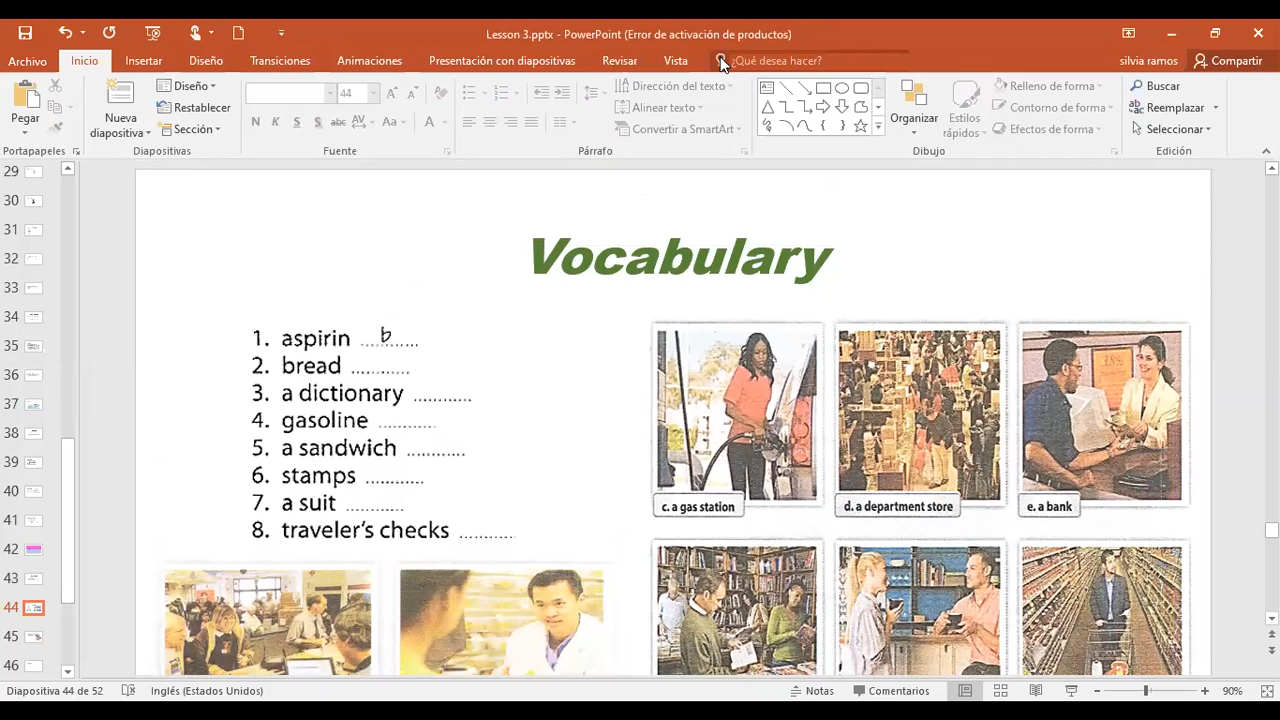 Lesson 3.pptx - PowerPoint (Error de activación de productos)
Archivo Inicio Insertar Diseño Transiciones Animaciones Presentación con diapositivas Revisar Vista ¿Qué desea hacer? silvia ramos Compartir
Pegar
Portapapeles
Nueva diapositiva
Diseño
Restablecer
Sección
Diapositivas
44
N K S S abc AV Aa A
Fuente
Dirección del texto
Alinear texto
Convertir a SmartArt
Párrafo
Organizar
Estilos rápidos
Relleno de forma
Contorno de forma
Efectos de forma
Dibujo
Buscar
Reemplazar
Seleccionar
Edición
29
30
31
32
33
34
35
36
37
38
39
40
41
42
43
44
45
46
Vocabulary
1. aspirin ....b.....
2. bread ............
3. a dictionary ............
4. gasoline ............
5. a sandwich ............
6. stamps ............
7. a suit ............
8. traveler's checks ............
c. a gas station
d. a department store
e. a bank
Diapositiva 44 de 52 Inglés (Estados Unidos) Notas Comentarios 90%